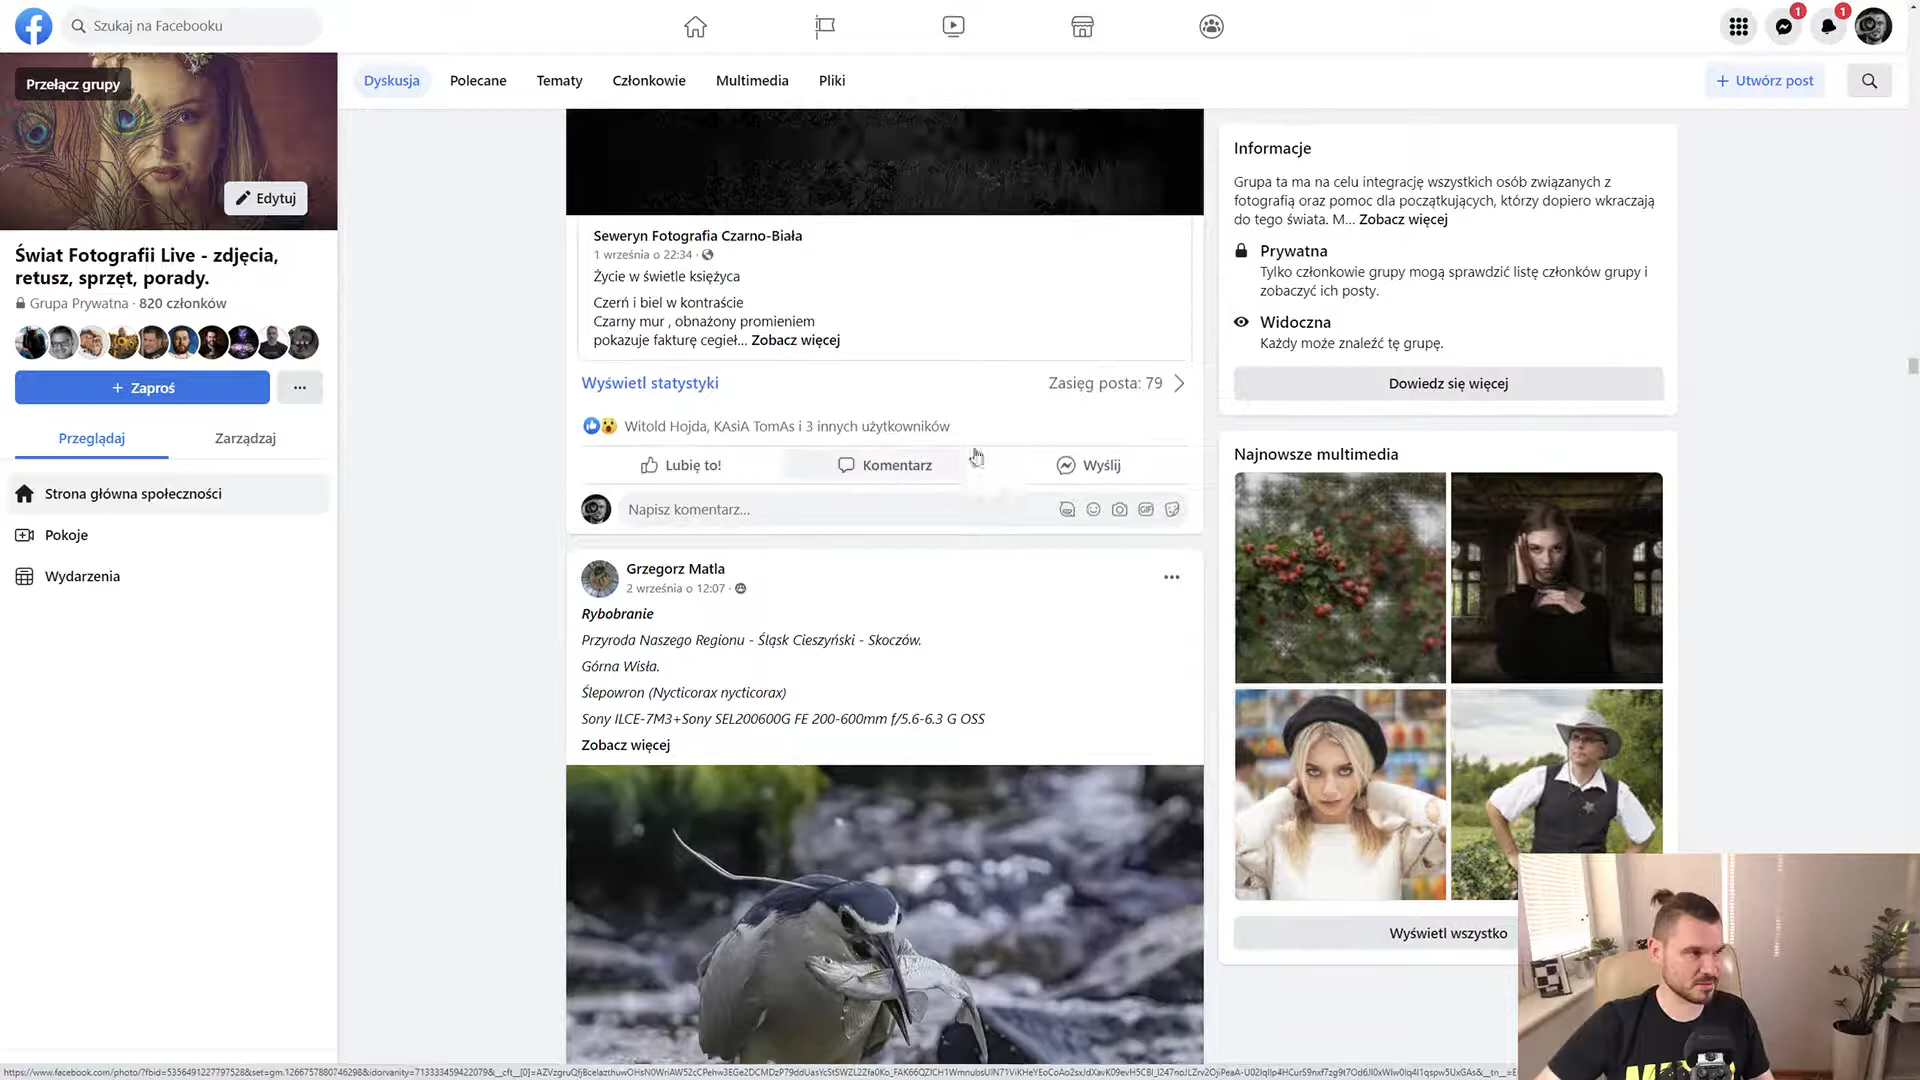 Szukaj na Facebooku
1
1
Przełącz grupy
Edytuj
Świat Fotografii Live - zdjęcia,
retusz, sprzęt, porady.
Grupa Prywatna · 820 członków
+ Zaproś
Przeglądaj
Zarządzaj
Strona główna społeczności
Pokoje
Wydarzenia
Dyskusja
Polecane
Tematy
Członkowie
Multimedia
Pliki
+ Utwórz post
Seweryn Fotografia Czarno-Biała
1 września o 22:34 ·
Życie w świetle księżyca
Czerń i biel w kontraście
Czarny mur , obnażony promieniem
pokazuje fakturę cegieł... Zobacz więcej
Wyświetl statystyki
Zasięg posta: 79
Witold Hojda, KAsiA TomAs i 3 innych użytkowników
Lubię to!
Komentarz
Wyślij
Napisz komentarz...
GIF
Grzegorz Matla
2 września o 12:07 ·
Rybobranie
Przyroda Naszego Regionu - Śląsk Cieszyński - Skoczów.
Górna Wisła.
Ślepowron (Nycticorax nycticorax)
Sony ILCE-7M3+Sony SEL200600G FE 200-600mm f/5.6-6.3 G OSS
Zobacz więcej
Informacje
Grupa ta ma na celu integrację wszystkich osób związanych z
fotografią oraz pomoc dla początkujących, którzy dopiero wkraczają
do tego świata. M... Zobacz więcej
Prywatna
Tylko członkowie grupy mogą sprawdzić listę członków grupy i
zobaczyć ich posty.
Widoczna
Każdy może znaleźć tę grupę.
Dowiedz się więcej
Najnowsze multimedia
Wyświetl wszystko